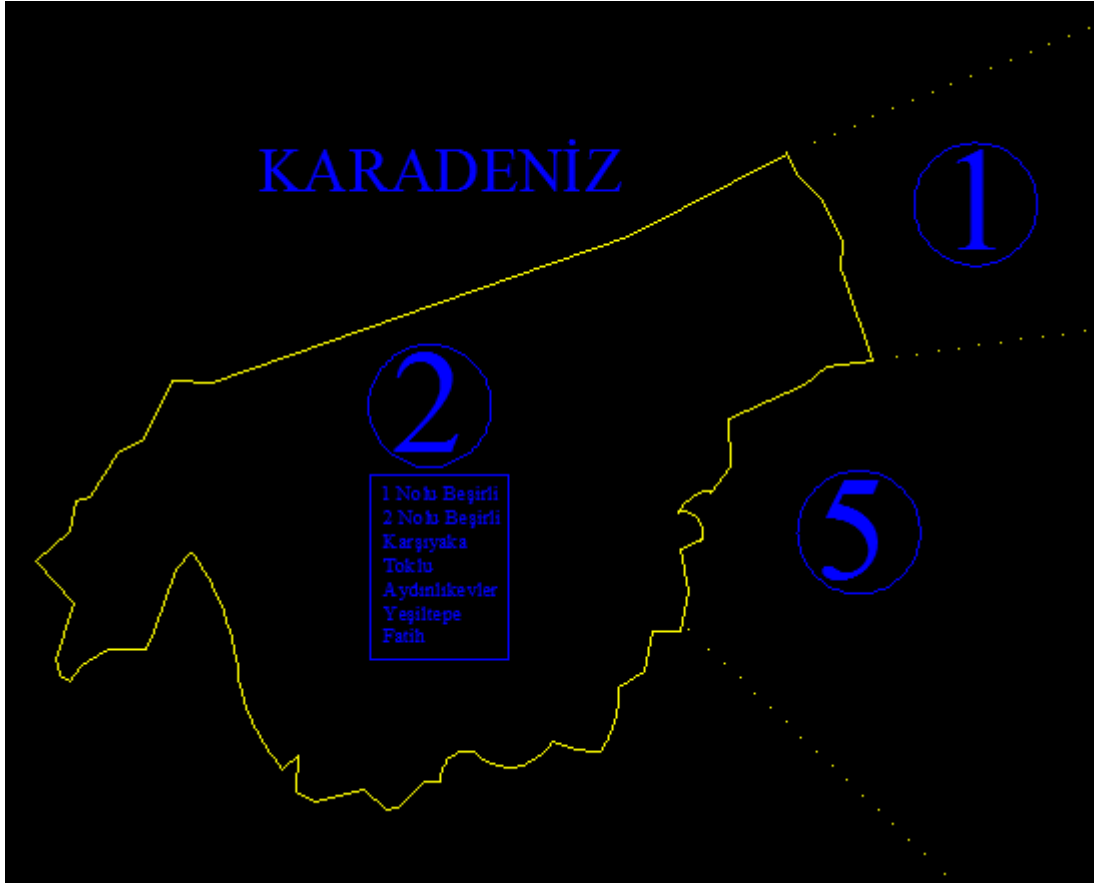 KARADENİZ
1
2
1 Nolu Beşirli
2 Nolu Beşirli
Karşıyaka
Toklu
Aydınlıkevler
Yeşiltepe
Fatih
5